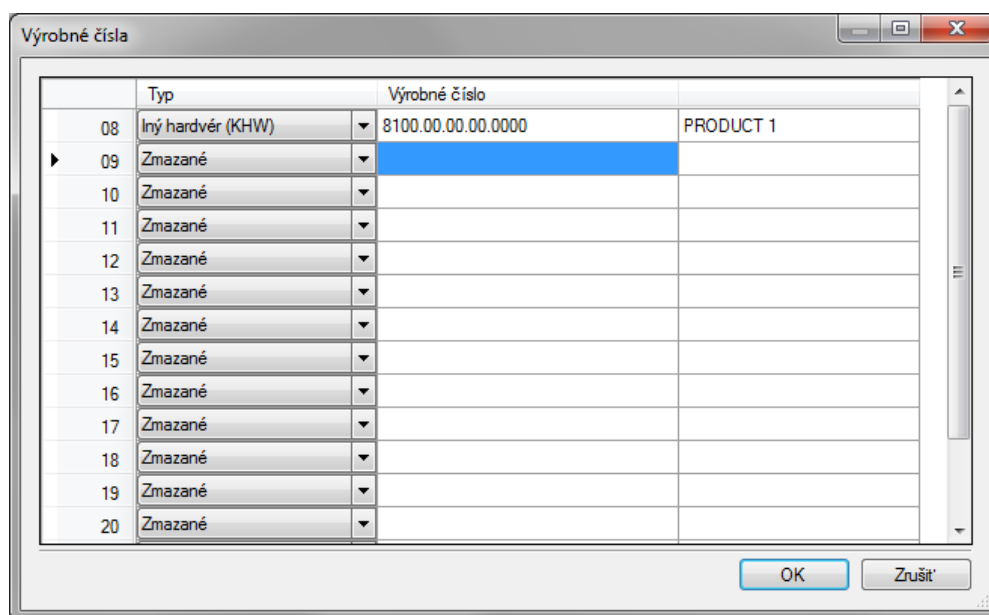 Výrobné čísla
Typ Výrobné číslo
08 Iný hardvér (KHW) 8100.00.00.00.0000 PRODUCT 1
09 Zmazané
10 Zmazané
11 Zmazané
12 Zmazané
13 Zmazané
14 Zmazané
15 Zmazané
16 Zmazané
17 Zmazané
18 Zmazané
19 Zmazané
20 Zmazané
OK Zrušiť